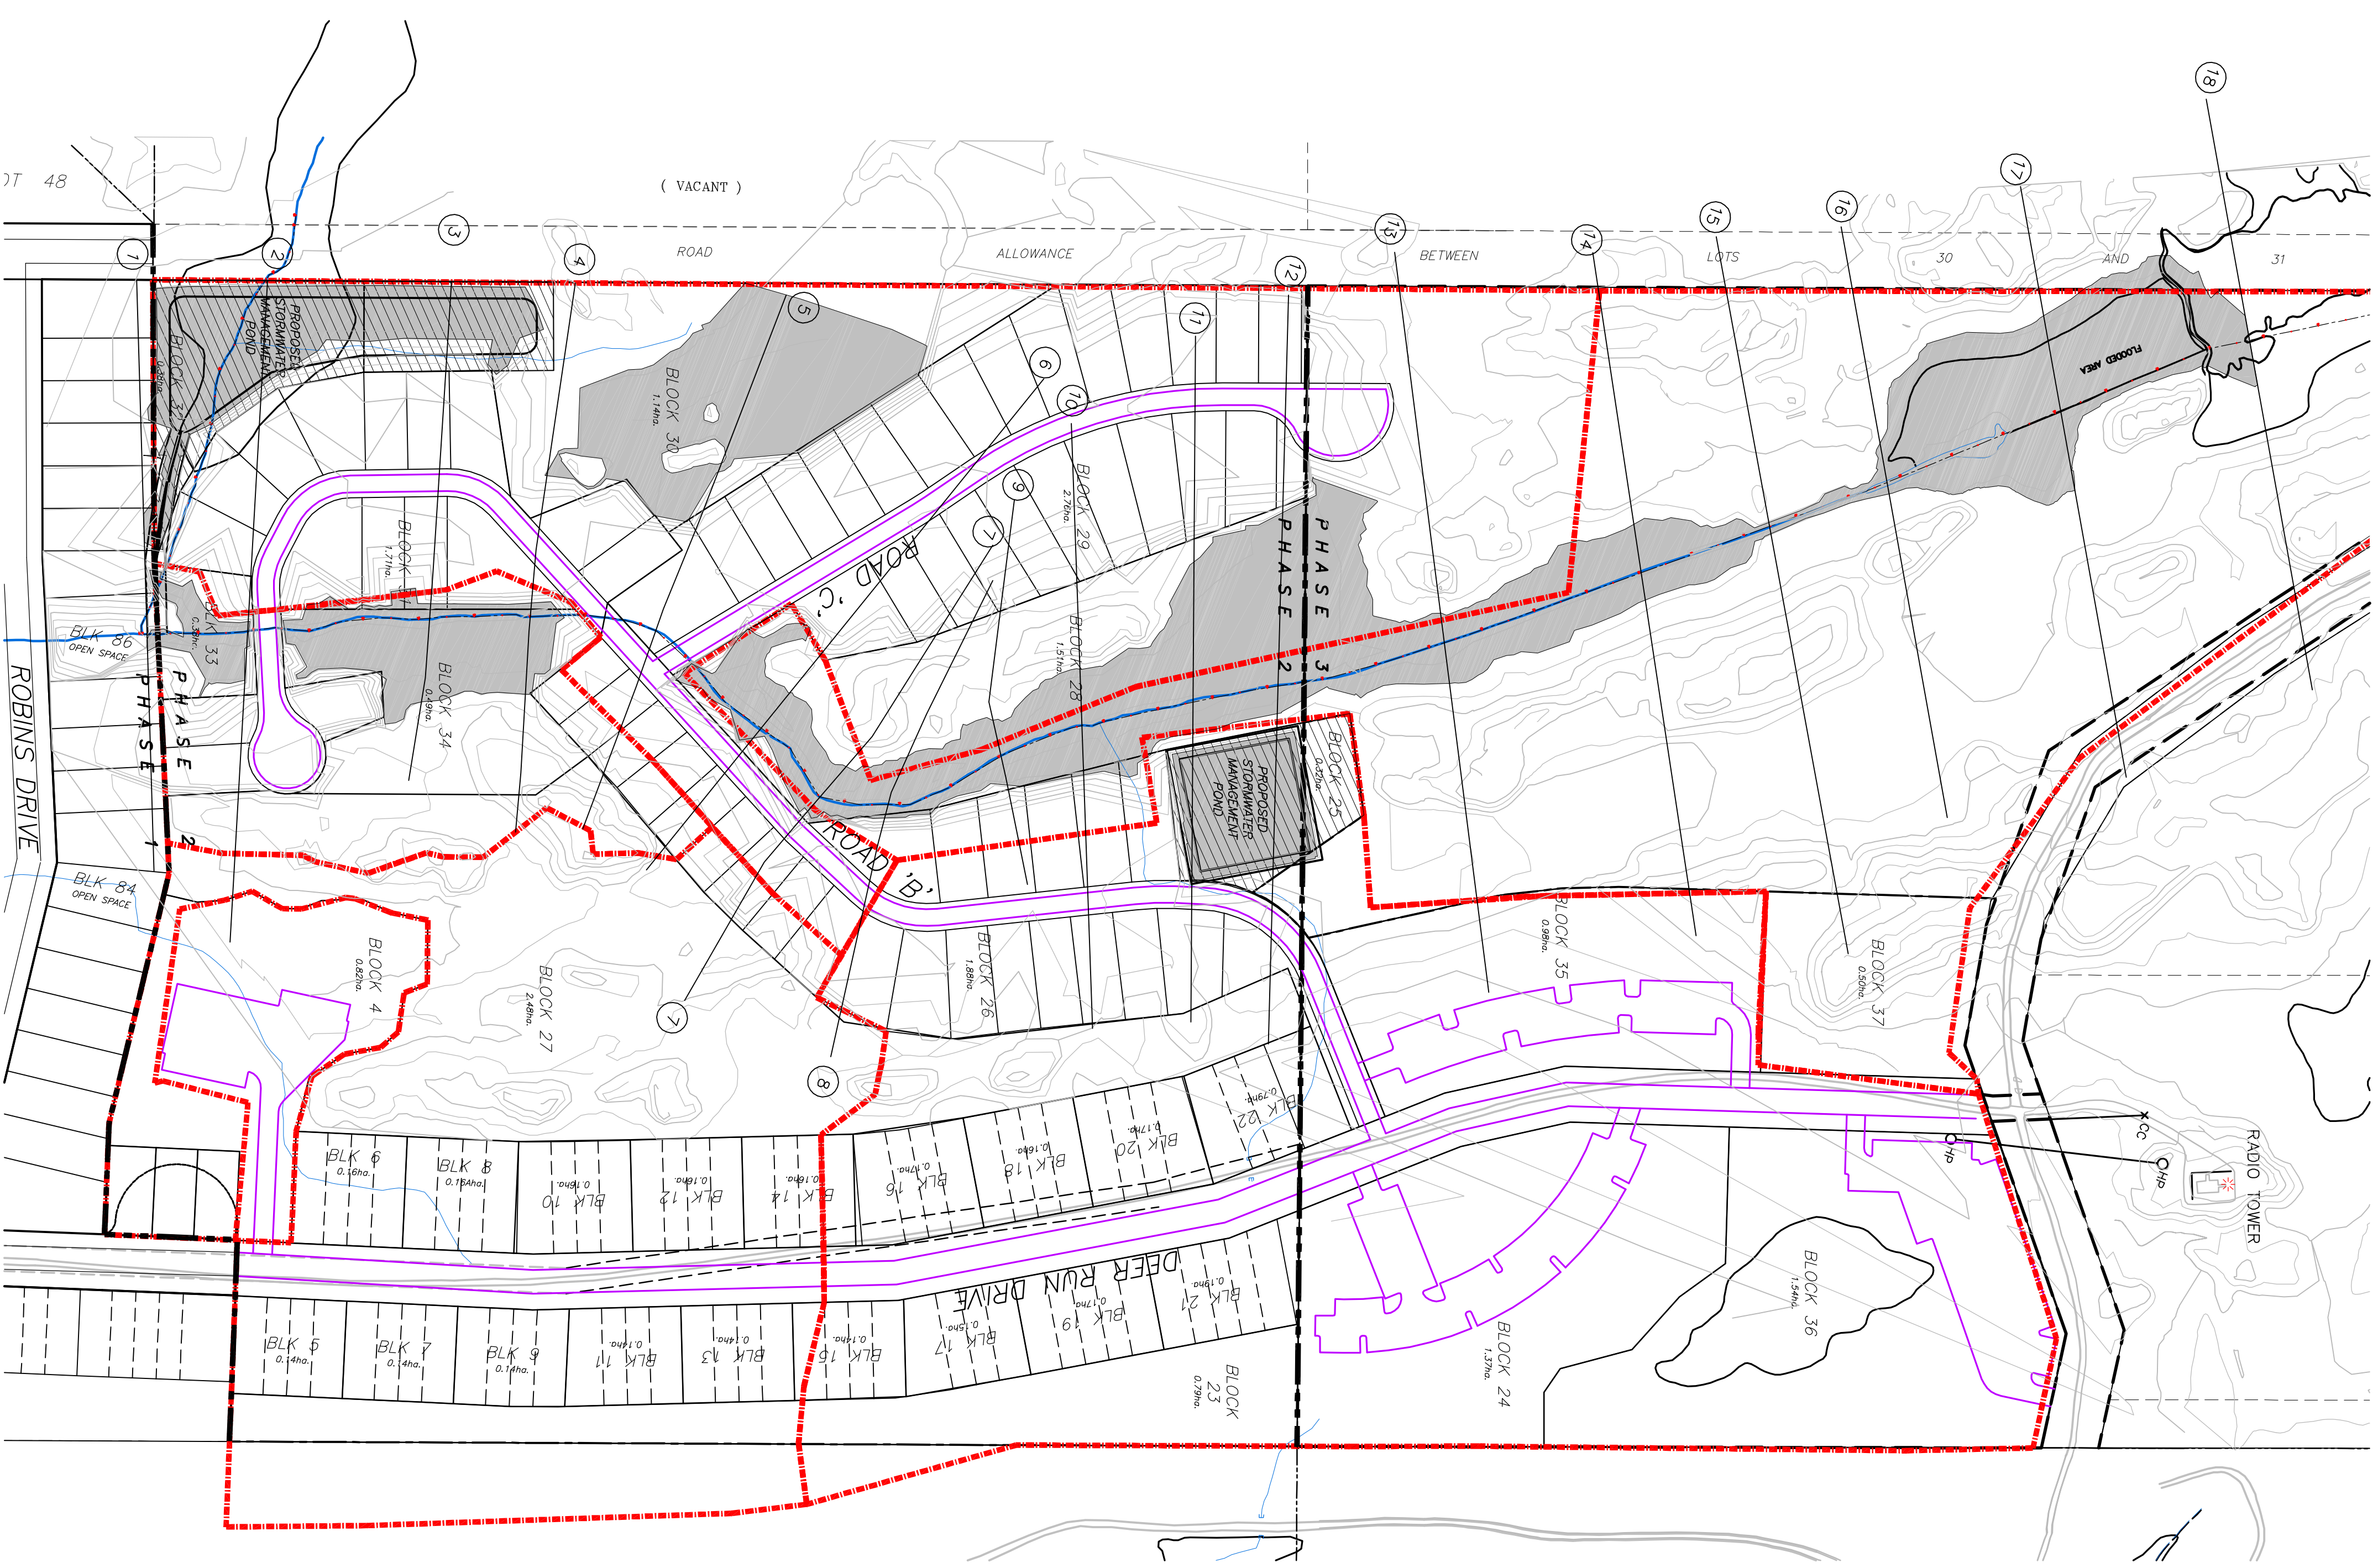 18
OT 48
( VACANT )
17
16
15
14
13
12
11
1
2
3
4
5
6
10
9
7
ROAD
ALLOWANCE
BETWEEN
LOTS
30
AND
31
PROPOSED
STORMWATER
MANAGEMENT
POND
BLOCK 32
0.38ha.
BLOCK 30
1.14ha.
FLOODED AREA
BLOCK 29
2.76ha.
ROAD 'C'
BLOCK 31
1.71ha.
PHASE 3
PHASE 2
BLK 86
OPEN SPACE
BLK 33
0.38ha.
BLOCK 34
0.49ha.
BLOCK 28
1.51ha.
PHASE 2
PHASE 1
ROBINS DRIVE
PROPOSED
STORMWATER
MANAGEMENT
POND
BLOCK 25
0.32ha.
ROAD 'B'
BLK 84
OPEN SPACE
BLOCK 4
0.82ha.
BLOCK 27
2.48ha.
BLOCK 26
1.88ha.
BLOCK 35
0.98ha.
BLOCK 37
0.50ha.
7
8
BLK 6
0.16ha.
BLK 8
0.16Aha.
BLK 10
0.16ha.
BLK 12
0.16ha.
BLK 14
0.16ha.
BLK 16
0.17ha.
BLK 18
0.16ha.
BLK 20
0.17ha.
BLK 22
0.79ha.
CC
HP
HP
RADIO TOWER
DEER RUN DRIVE
BLK 5
0.14ha.
BLK 7
0.14ha.
BLK 9
0.14ha.
BLK 11
0.14ha.
BLK 13
0.14ha.
BLK 15
0.14ha.
BLK 17
0.15ha.
BLK 19
0.17ha.
BLK 21
0.19ha.
BLOCK
23
0.79ha.
BLOCK 24
1.37ha.
BLOCK 36
1.54ha.